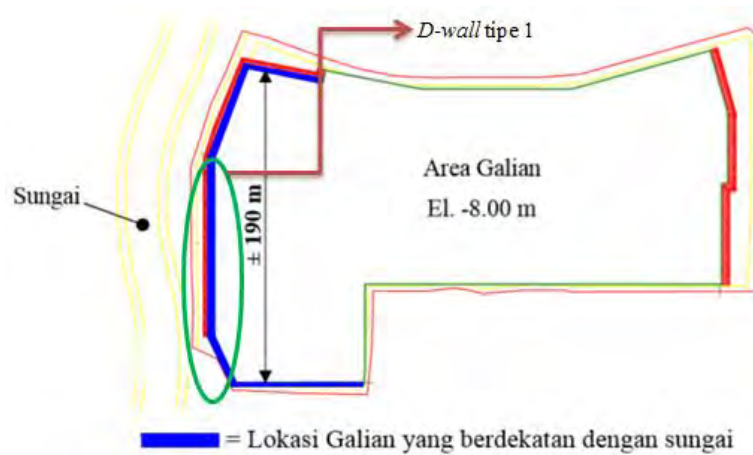 D-wall tipe 1
Area Galian
El. -8.00 m
Sungai
± 190 m
= Lokasi Galian yang berdekatan dengan sungai